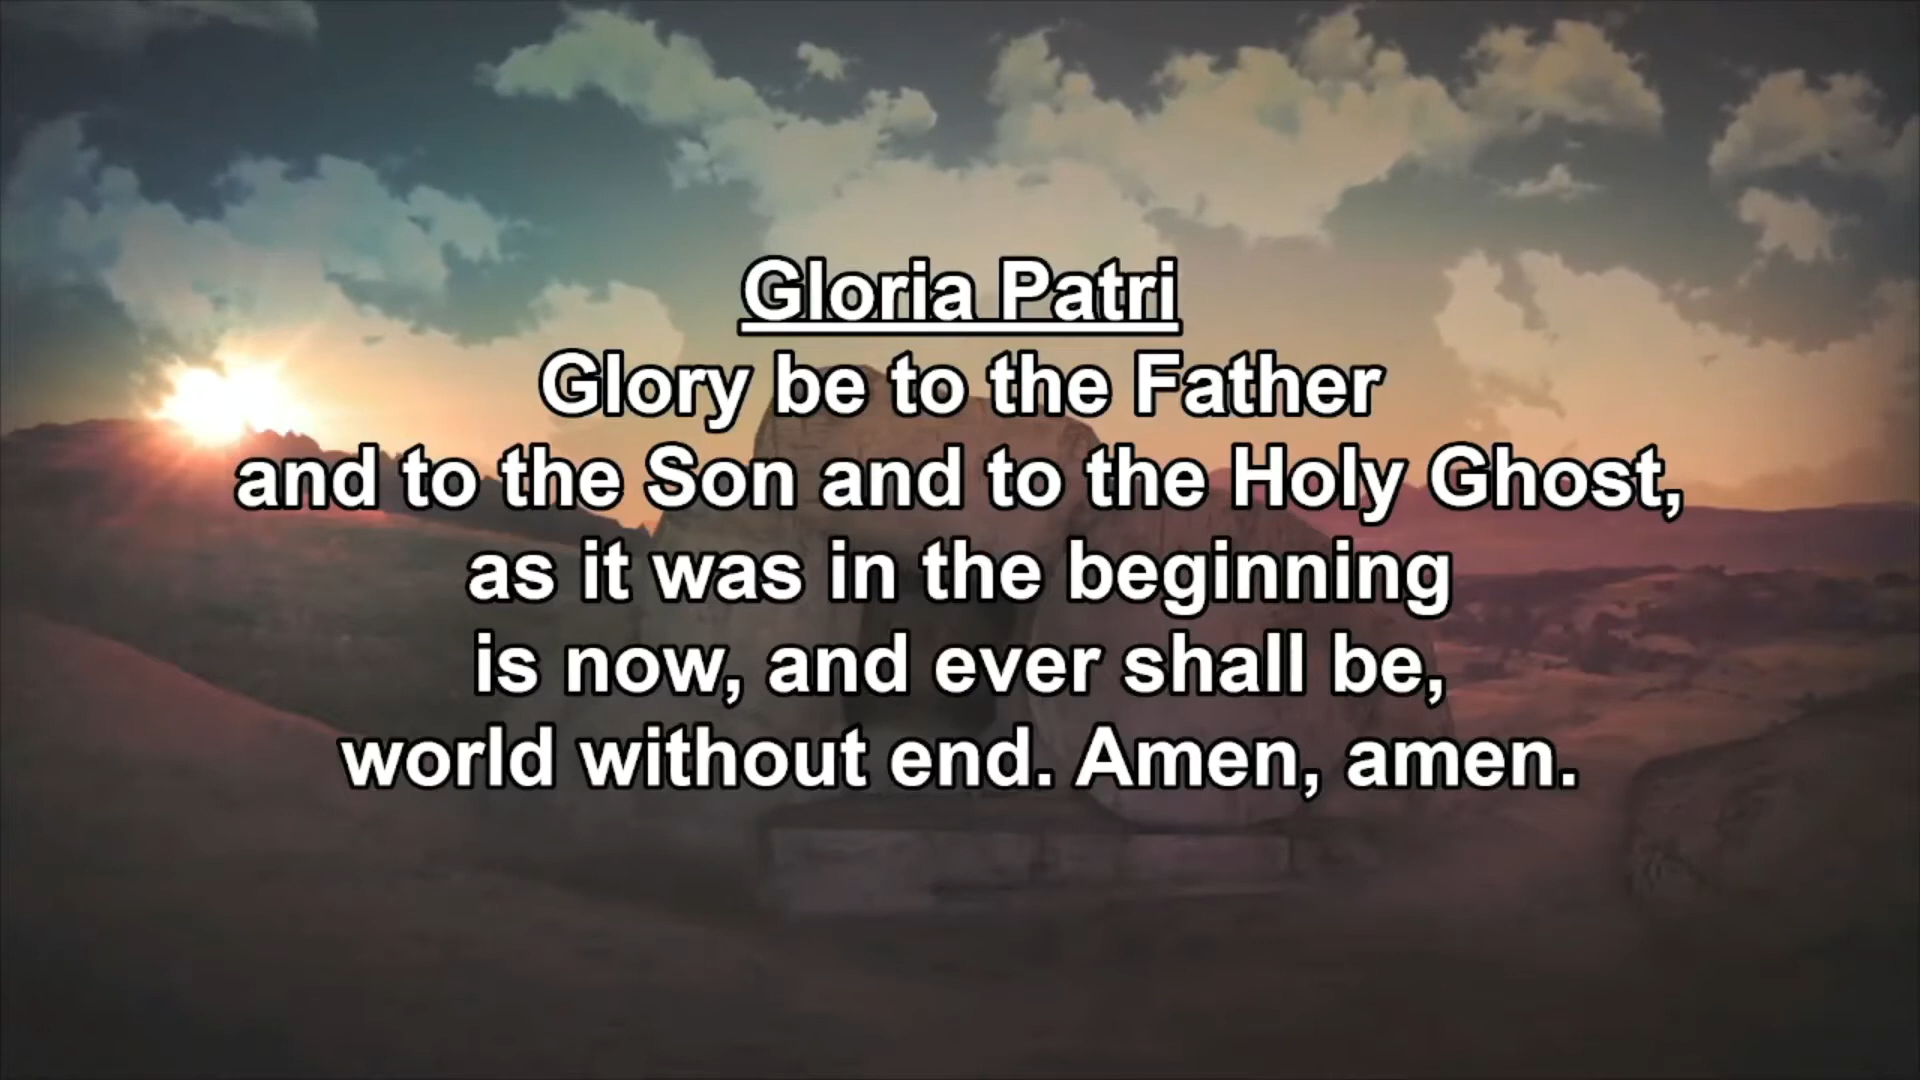 Gloria Patri
Glory be to the Father
and to the Son and to the Holy Ghost,
as it was in the beginning
is now, and ever shall be,
world without end. Amen, amen.